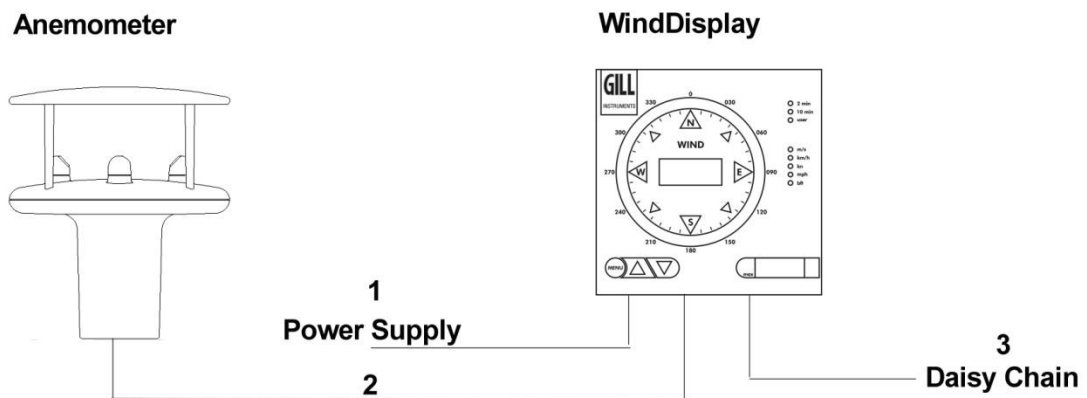 Anemometer
WindDisplay
GILL
INSTRUMENTS
0
030
060
090
120
150
180
210
240
270
300
330
N
E
S
W
WIND
2 min
10 min
user
m/s
km/h
kn
mph
bft
MENU
max
1
Power Supply
2
3
Daisy Chain